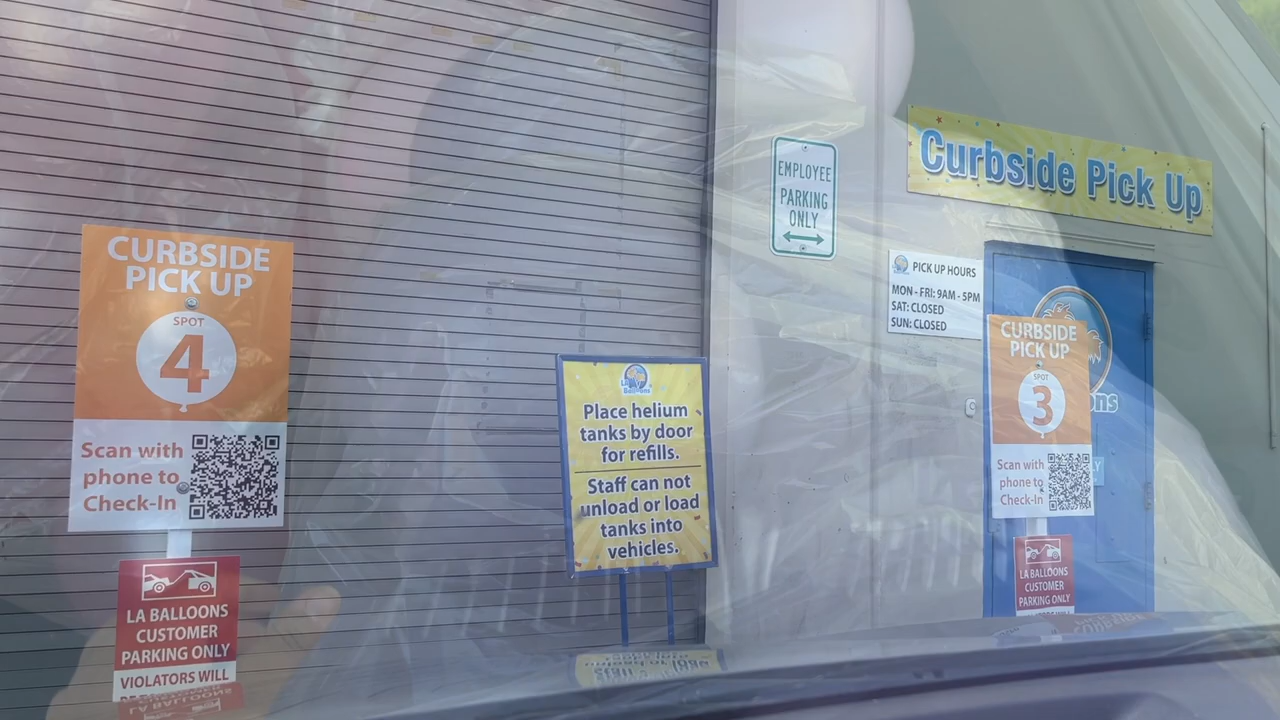 CURBSIDE
PICK UP
SPOT
4
Scan with
phone to
Check-In
LA BALLOONS
CUSTOMER
PARKING ONLY
VIOLATORS WILL
Place helium
tanks by door
for refills.
Staff can not
unload or load
tanks into
vehicles.
EMPLOYEE
PARKING
ONLY
Curbside Pick Up
PICK UP HOURS
MON - FRI: 9AM - 5PM
SAT: CLOSED
SUN: CLOSED
CURBSIDE
PICK UP
SPOT
3
Scan with
phone to
Check-In
LA BALLOONS
CUSTOMER
PARKING ONLY